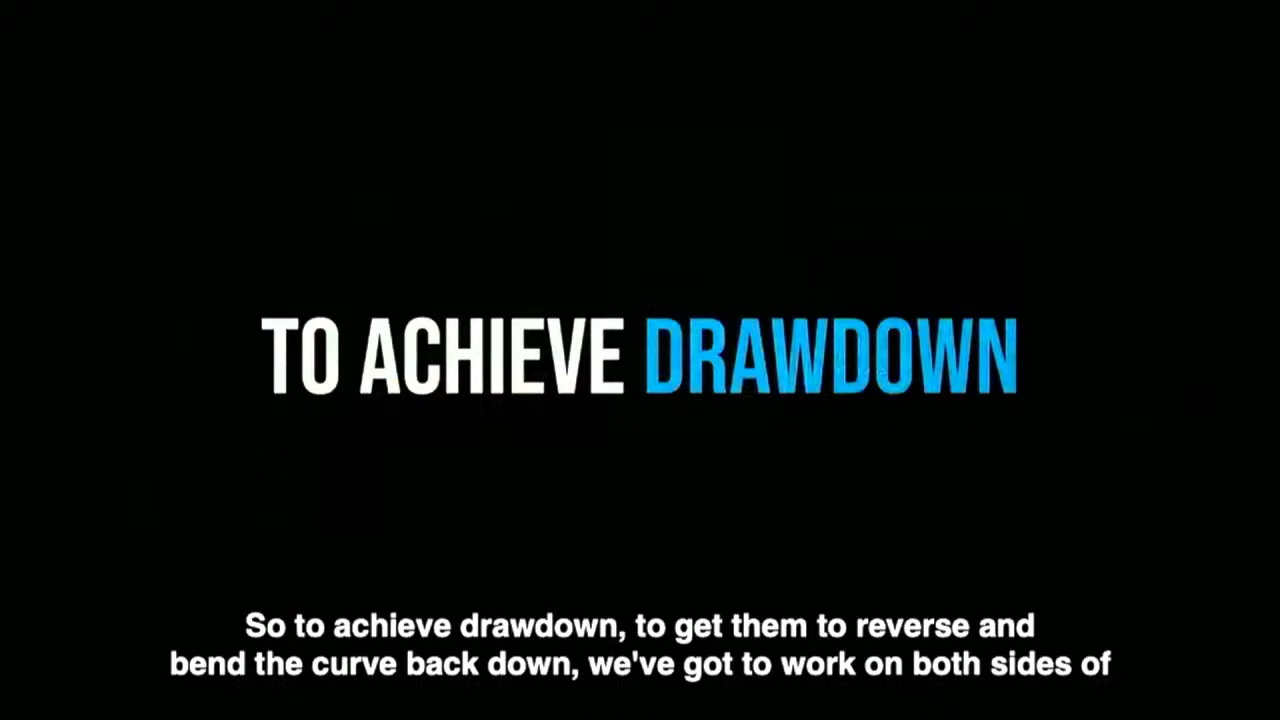 TO ACHIEVE DRAWDOWN
So to achieve drawdown, to get them to reverse and
bend the curve back down, we've got to work on both sides of